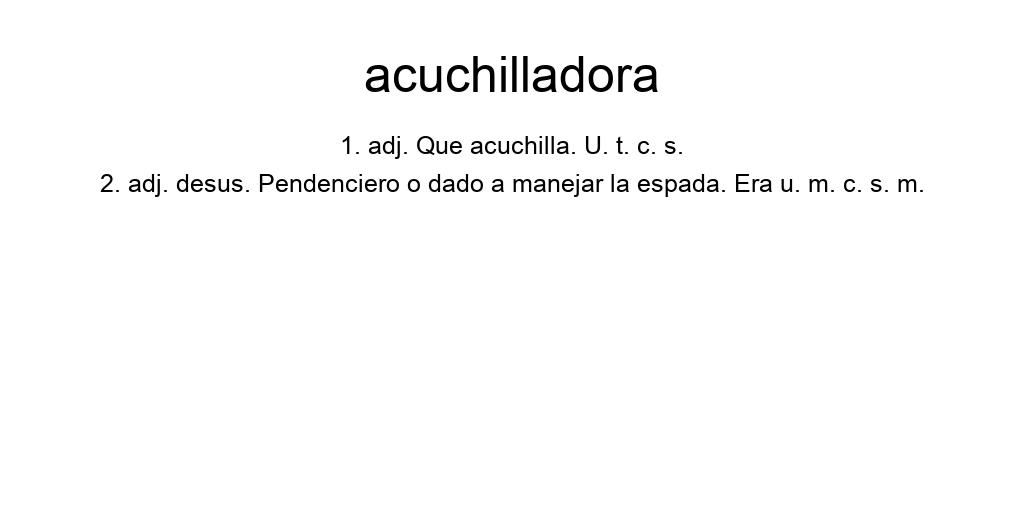 acuchilladora
1. adj. Que acuchilla. U. t. c. s.
2. adj. desus. Pendenciero o dado a manejar la espada. Era u. m. c. s. m.